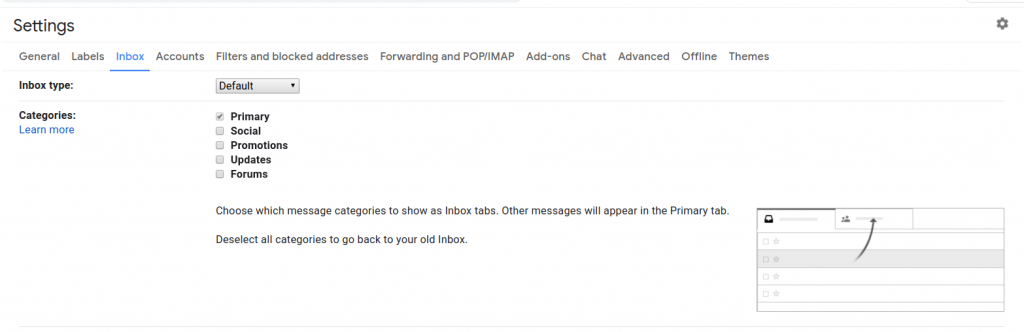 Settings
General Labels Inbox Accounts Filters and blocked addresses Forwarding and POP/IMAP Add-ons Chat Advanced Offline Themes
Inbox type: Default
Categories: Primary
Learn more Social
Promotions
Updates
Forums
Choose which message categories to show as Inbox tabs. Other messages will appear in the Primary tab.
Deselect all categories to go back to your old Inbox.